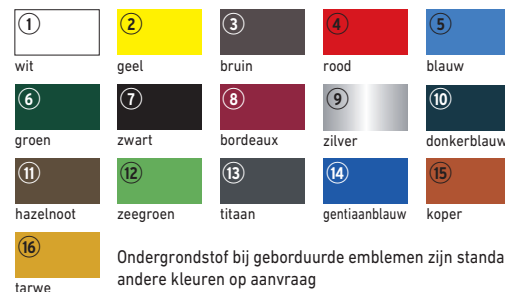 1 2 3 4 5
wit geel bruin rood blauw
6 7 8 9 10
groen zwart bordeaux zilver donkerblauw
11 12 13 14 15
hazelnoot zeegroen titaan gentiaanblauw koper
16
Ondergrondstof bij geborduurde emblemen zijn standa
andere kleuren op aanvraag
tarwe